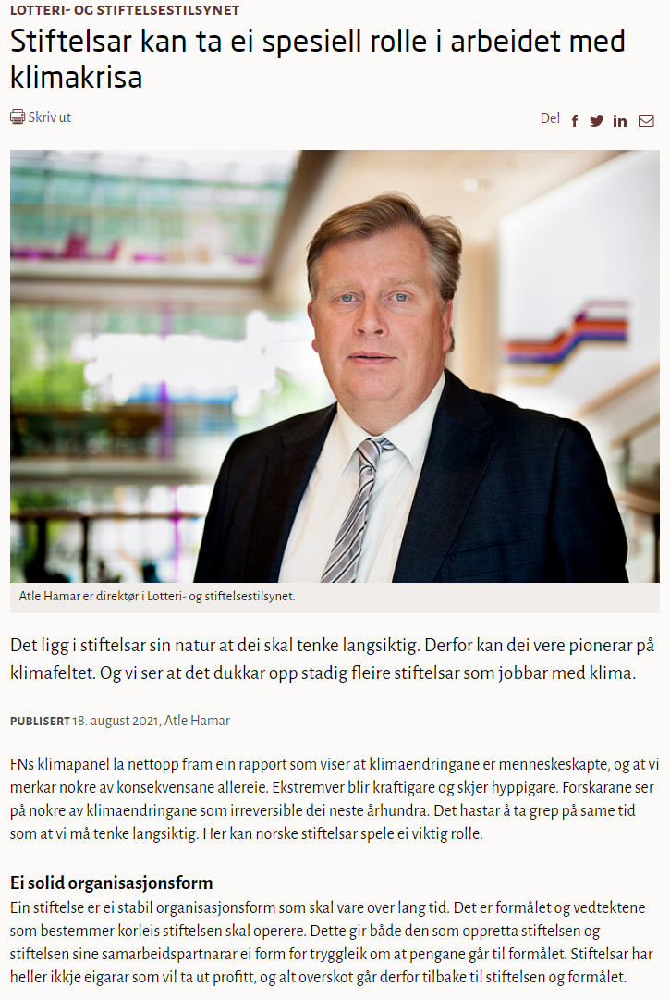 LOTTERI- OG STIFTELSESTILSYNET
Stiftelsar kan ta ei spesiell rolle i arbeidet med
klimakrisa
Skriv ut
Del
Atle Hamar er direktør i Lotteri- og stiftelsestilsynet.
Det ligg i stiftelsar sin natur at dei skal tenke langsiktig. Derfor kan dei vere pionerar på
klimafeltet. Og vi ser at det dukkar opp stadig fleire stiftelsar som jobbar med klima.
PUBLISERT 18. august 2021, Atle Hamar
FNs klimapanel la nettopp fram ein rapport som viser at klimaendringane er menneskeskapte, og at vi
merkar nokre av konsekvensane allereie. Ekstremver blir kraftigare og skjer hyppigare. Forskarane ser
på nokre av klimaendringane som irreversible dei neste århundra. Det hastar å ta grep på same tid
som at vi må tenke langsiktig. Her kan norske stiftelsar spele ei viktig rolle.
Ei solid organisasjonsform
Ein stiftelse er ei stabil organisasjonsform som skal vare over lang tid. Det er formålet og vedtektene
som bestemmer korleis stiftelsen skal operere. Dette gir både den som oppretta stiftelsen og
stiftelsen sine samarbeidspartnarar ei form for tryggleik om at pengane går til formålet. Stiftelsar har
heller ikkje eigarar som vil ta ut profitt, og alt overskot går derfor tilbake til stiftelsen og formålet.